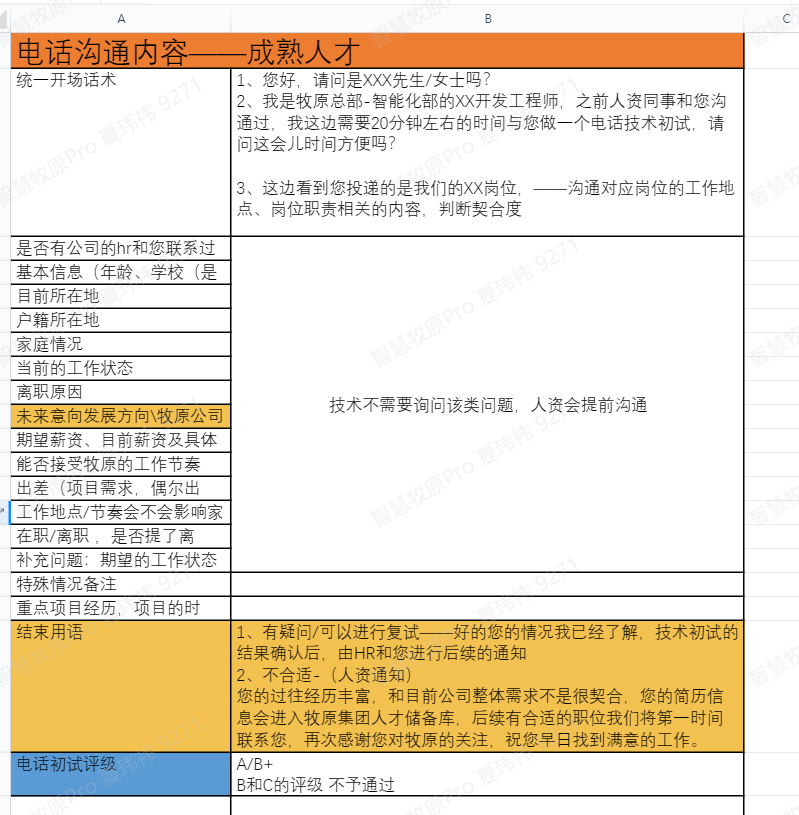 A
B
C
电话沟通内容——成熟人才
统一开场话术
1、您好，请问是XXX先生/女士吗？
2、我是牧原总部-智能化部的XX开发工程师，之前人资同事和您沟
通过，我这边需要20分钟左右的时间与您做一个电话技术初试，请
问这会儿时间方便吗？
3、这边看到您投递的是我们的XX岗位，——沟通对应岗位的工作地
点、岗位职责相关的内容，判断契合度
是否有公司的hr和您联系过
基本信息（年龄、学校（是
目前所在地
户籍所在地
家庭情况
当前的工作状态
离职原因
未来意向发展方向\牧原公司
期望薪资、目前薪资及具体
能否接受牧原的工作节奏
出差（项目需求，偶尔出
工作地点/节奏会不会影响家
在职/离职 ，是否提了离
补充问题：期望的工作状态
技术不需要询问该类问题，人资会提前沟通
特殊情况备注
重点项目经历，项目的时
结束用语
1、有疑问/可以进行复试——好的您的情况我已经了解，技术初试的
结果确认后，由HR和您进行后续的通知
2、不合适-（人资通知）
您的过往经历丰富，和目前公司整体需求不是很契合，您的简历信
息会进入牧原集团人才储备库，后续有合适的职位我们将第一时间
联系您，再次感谢您对牧原的关注，祝您早日找到满意的工作。
电话初试评级
A/B+
B和C的评级 不予通过
智慧牧原Pro 夏玮祎 9271